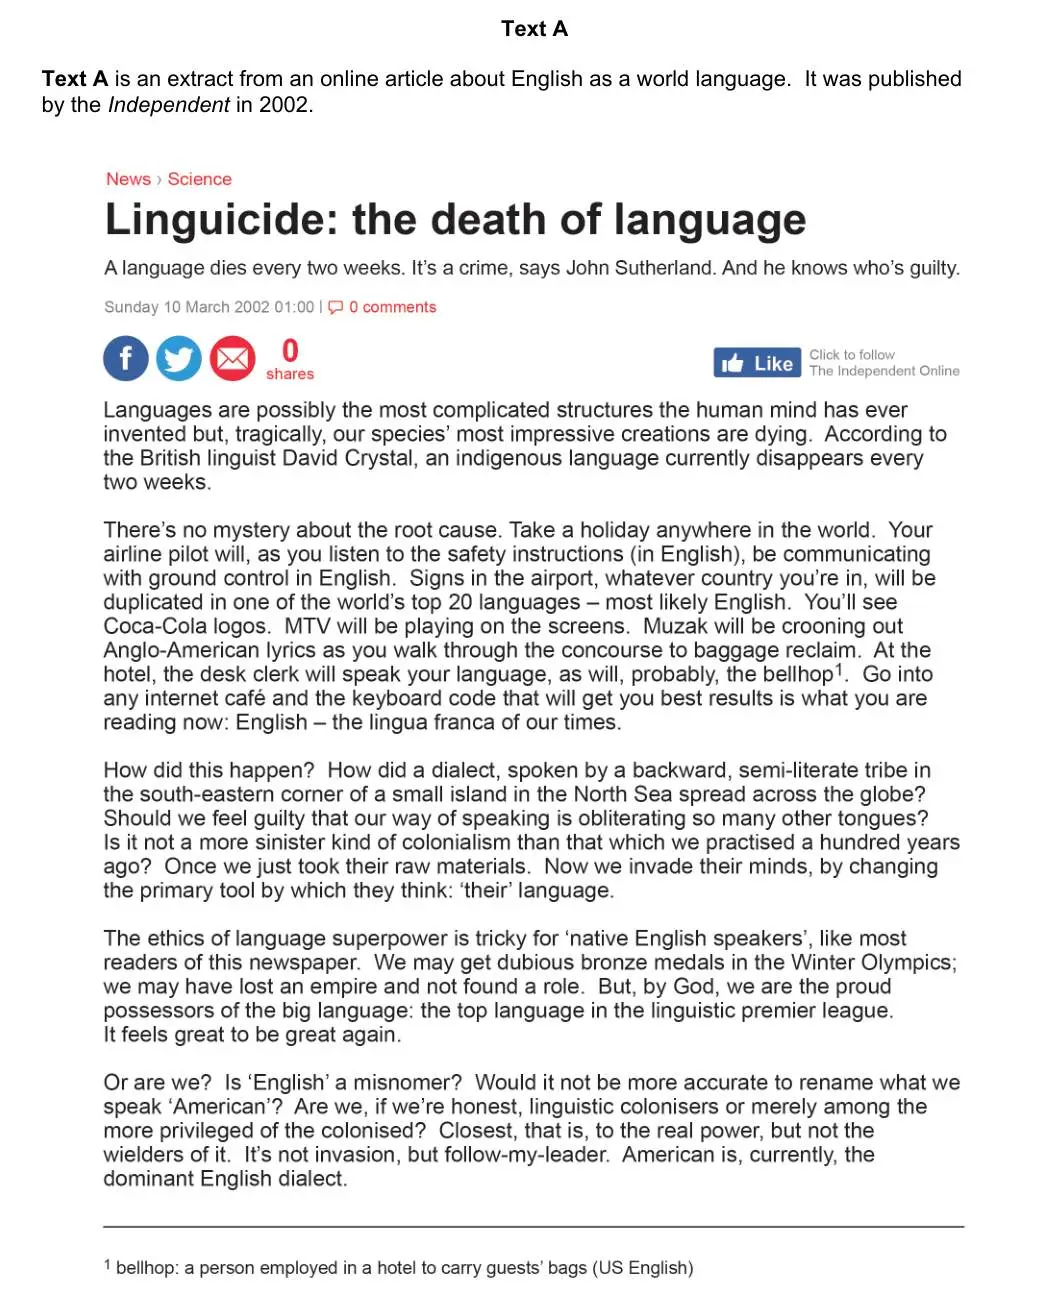 Text A
Text A is an extract from an online article about English as a world language.  It was published
by the Independent in 2002.
News › Science
Linguicide: the death of language
A language dies every two weeks. It's a crime, says John Sutherland. And he knows who's guilty.
Sunday 10 March 2002 01:00 | 0 comments
f
0
shares
Like
Click to follow
The Independent Online
Languages are possibly the most complicated structures the human mind has ever
invented but, tragically, our species' most impressive creations are dying.  According to
the British linguist David Crystal, an indigenous language currently disappears every
two weeks.
There's no mystery about the root cause. Take a holiday anywhere in the world.  Your
airline pilot will, as you listen to the safety instructions (in English), be communicating
with ground control in English.  Signs in the airport, whatever country you're in, will be
duplicated in one of the world's top 20 languages – most likely English.  You'll see
Coca-Cola logos.  MTV will be playing on the screens.  Muzak will be crooning out
Anglo-American lyrics as you walk through the concourse to baggage reclaim.  At the
hotel, the desk clerk will speak your language, as will, probably, the bellhop¹.  Go into
any internet café and the keyboard code that will get you best results is what you are
reading now: English – the lingua franca of our times.
How did this happen?  How did a dialect, spoken by a backward, semi-literate tribe in
the south-eastern corner of a small island in the North Sea spread across the globe?
Should we feel guilty that our way of speaking is obliterating so many other tongues?
Is it not a more sinister kind of colonialism than that which we practised a hundred years
ago?  Once we just took their raw materials.  Now we invade their minds, by changing
the primary tool by which they think: 'their' language.
The ethics of language superpower is tricky for 'native English speakers', like most
readers of this newspaper.  We may get dubious bronze medals in the Winter Olympics;
we may have lost an empire and not found a role.  But, by God, we are the proud
possessors of the big language: the top language in the linguistic premier league.
It feels great to be great again.
Or are we?  Is 'English' a misnomer?  Would it not be more accurate to rename what we
speak 'American'?  Are we, if we're honest, linguistic colonisers or merely among the
more privileged of the colonised?  Closest, that is, to the real power, but not the
wielders of it.  It's not invasion, but follow-my-leader.  American is, currently, the
dominant English dialect.
¹ bellhop: a person employed in a hotel to carry guests' bags (US English)